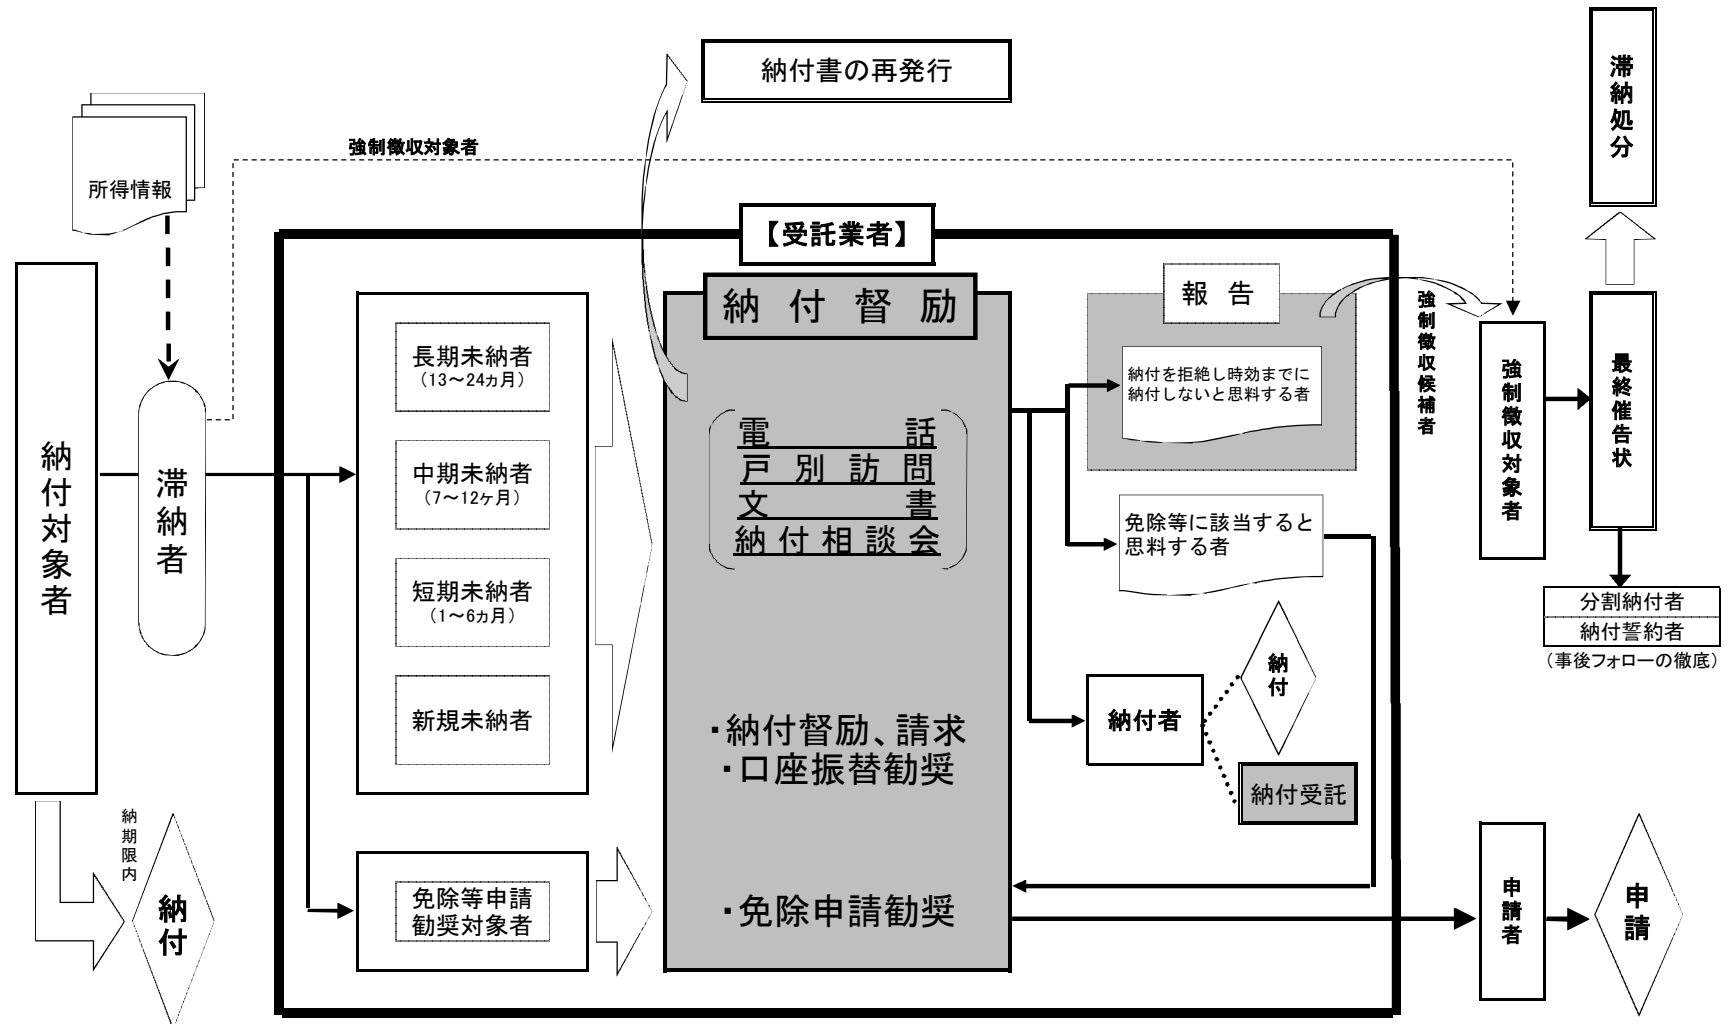 納付書の再発行
滞納処分
強制徴収対象者
所得情報
【受託業者】
納付督励
報告
長期未納者
(13～24ヵ月)
強制徴収候補者
納付を拒絶し時効までに
納付しないと思料する者
強制徴収対象者
最終催告状
電話
戸別訪問
文書
納付相談会
納付対象者
滞納者
中期未納者
(7～12ヶ月)
免除等に該当すると
思料する者
短期未納者
(1～6ヵ月)
分割納付者
納付誓約者
(事後フォローの徹底)
新規未納者
納付
納付者
・納付督励、請求
・口座振替勧奨
納付受託
納期限内
納付
免除等申請
勧奨対象者
・免除申請勧奨
申請者
申請